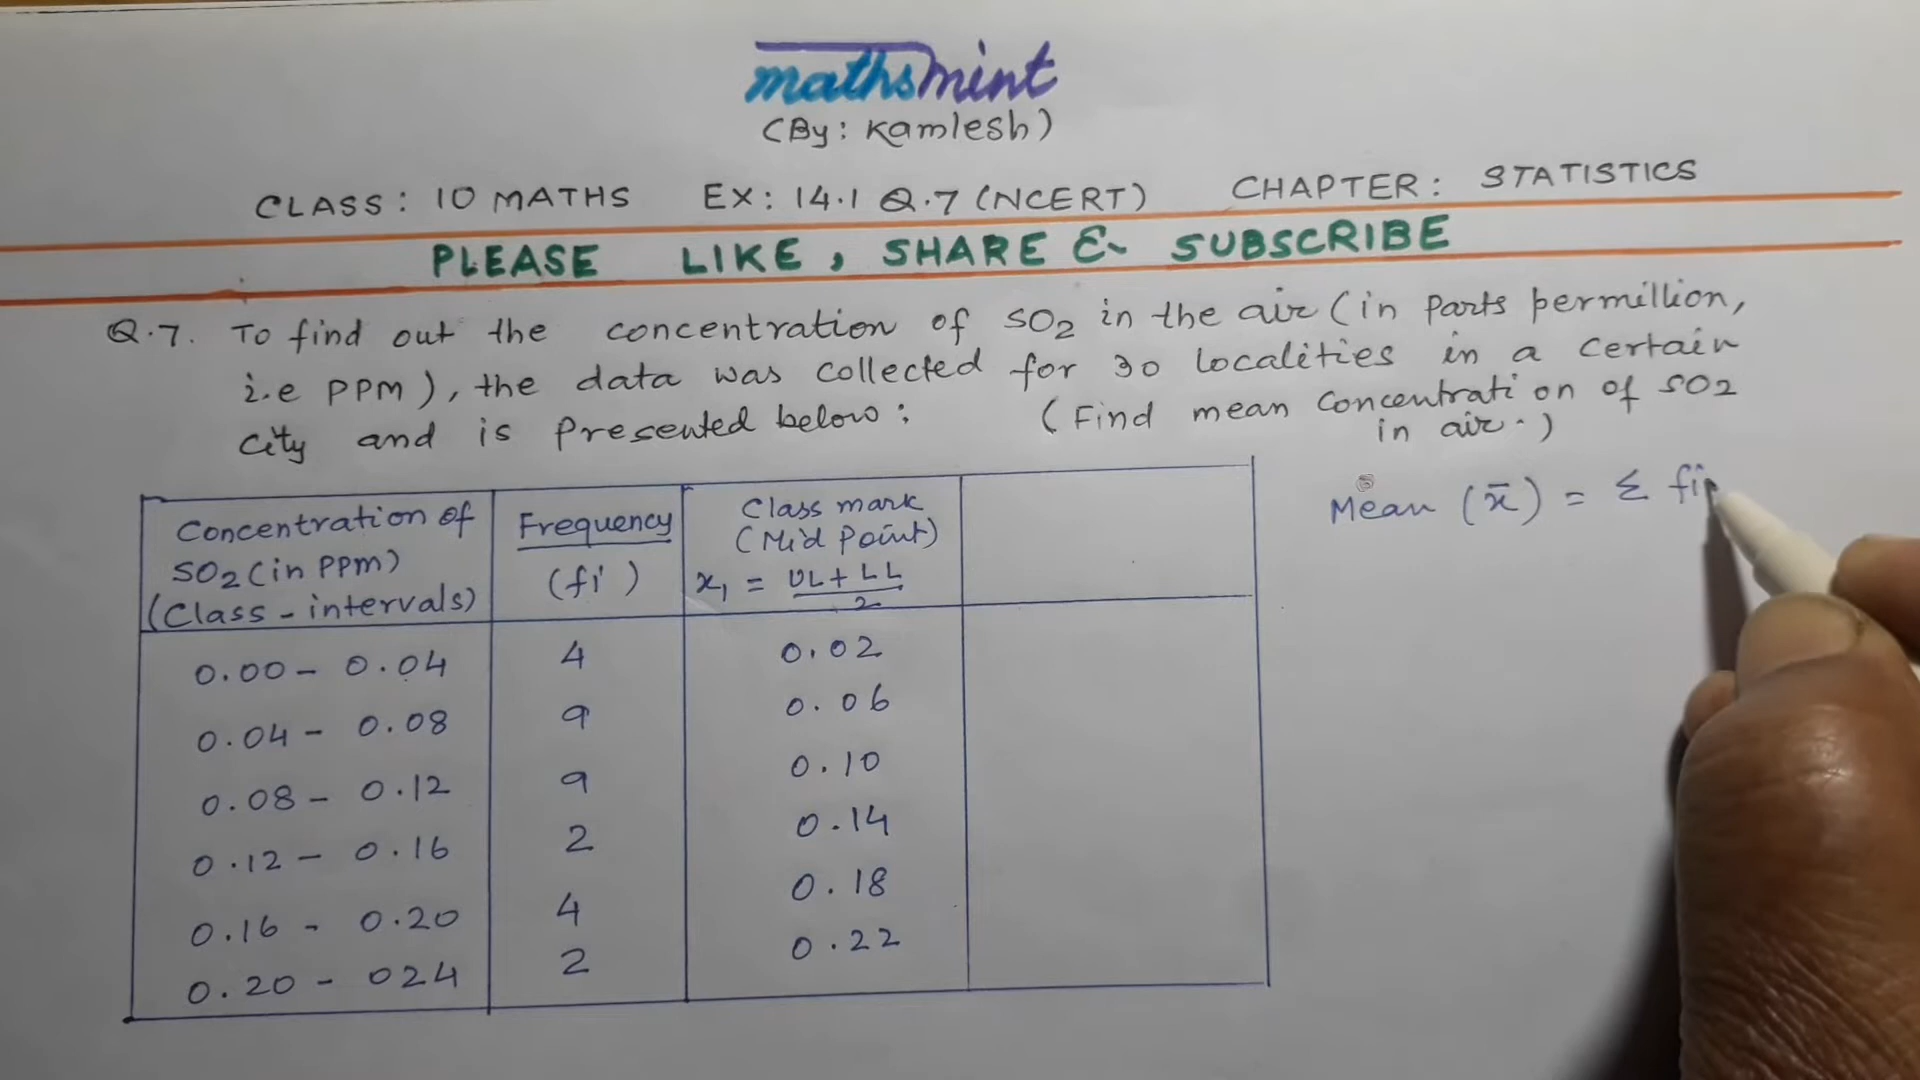 mathsmint
(By: Kamlesh)
CLASS: 10 MATHS EX: 14.1 Q.7 (NCERT) CHAPTER: STATISTICS
PLEASE LIKE, SHARE & SUBSCRIBE
Q.7. To find out the concentration of SO2 in the air (in parts permillion,
i.e PPM), the data was collected for 30 localities in a certain
city and is presented below: (Find mean concentration of SO2
in air.)
Concentration of SO2 (in PPM) (Class-intervals)
Frequency (fi)
Class mark (Mid Point) x1 = UL+LL/2
Mean (x̄) = Σ fi
0.00 - 0.04 4 0.02
0.04 - 0.08 9 0.06
0.08 - 0.12 9 0.10
0.12 - 0.16 2 0.14
0.16 - 0.20 4 0.18
0.20 - 024 2 0.22